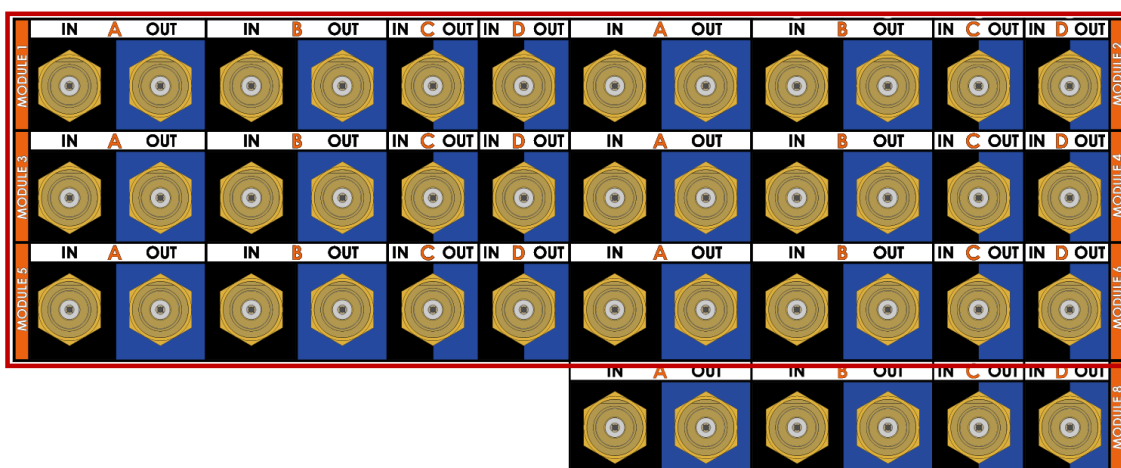 MODULE 1 IN A OUT IN B OUT IN C OUT IN D OUT IN A OUT IN B OUT IN C OUT IN D OUT MODULE 2
MODULE 3 IN A OUT IN B OUT IN C OUT IN D OUT IN A OUT IN B OUT IN C OUT IN D OUT MODULE 4
MODULE 5 IN A OUT IN B OUT IN C OUT IN D OUT IN A OUT IN B OUT IN C OUT IN D OUT MODULE 6
IN A OUT IN B OUT IN C OUT IN D OUT MODULE 8